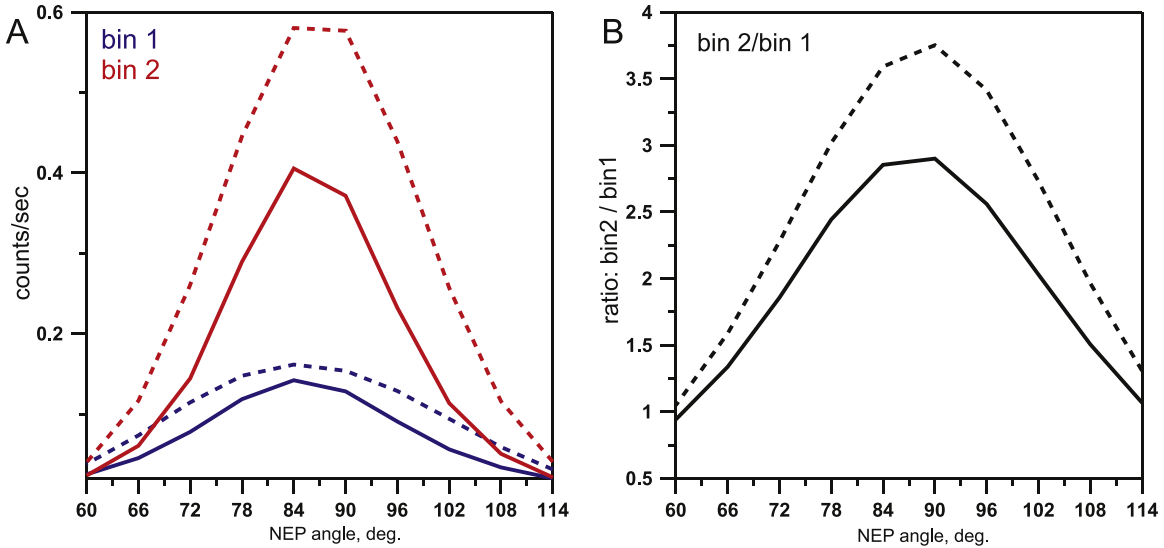 A
bin 1
bin 2
0.6
0.4
0.2
counts/sec
60 66 72 78 84 90 96 102 108 114
NEP angle, deg.
B
bin 2/bin 1
4
3.5
3
2.5
2
1.5
1
0.5
ratio: bin2 / bin1
60 66 72 78 84 90 96 102 108 114
NEP angle, deg.